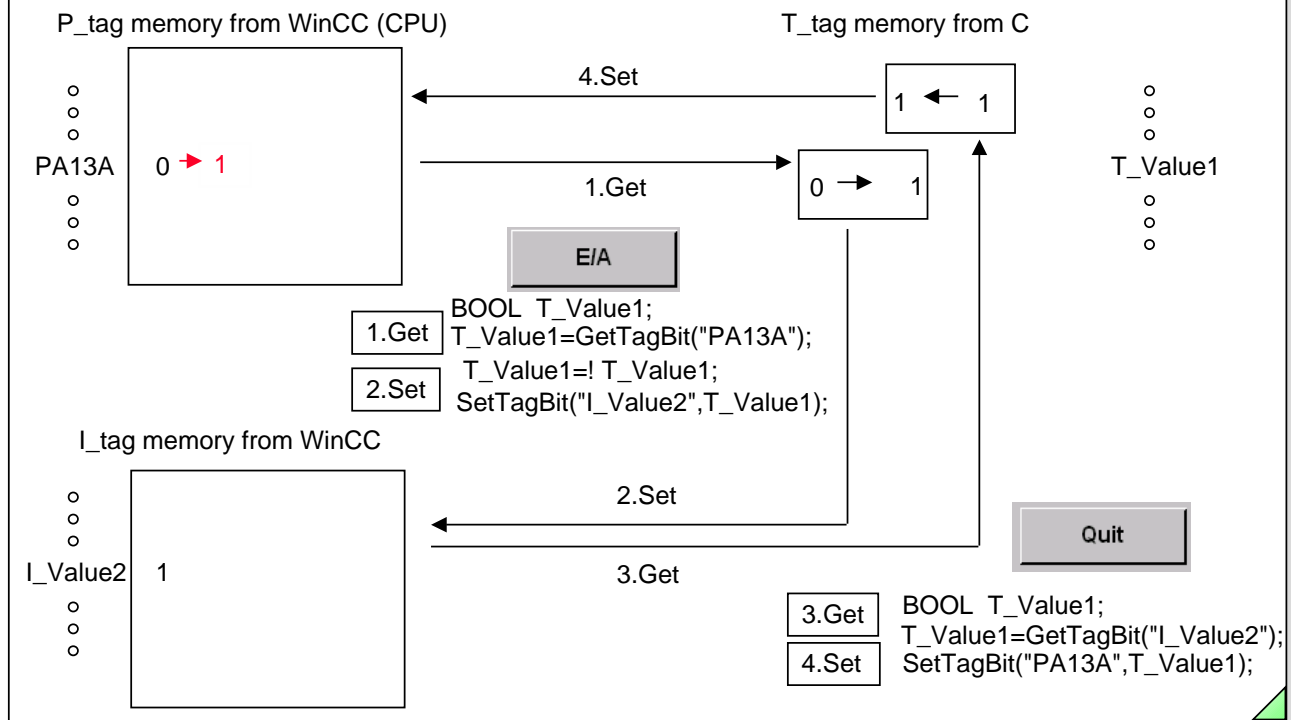 P_tag memory from WinCC (CPU)
T_tag memory from C
4.Set
1 1
PA13A
0 1
T_Value1
1.Get
0 1
E/A
1.Get
BOOL T_Value1;
T_Value1=GetTagBit("PA13A");
2.Set
T_Value1=! T_Value1;
SetTagBit("I_Value2",T_Value1);
I_tag memory from WinCC
2.Set
Quit
I_Value2
1
3.Get
3.Get
BOOL T_Value1;
T_Value1=GetTagBit("I_Value2");
4.Set
SetTagBit("PA13A",T_Value1);